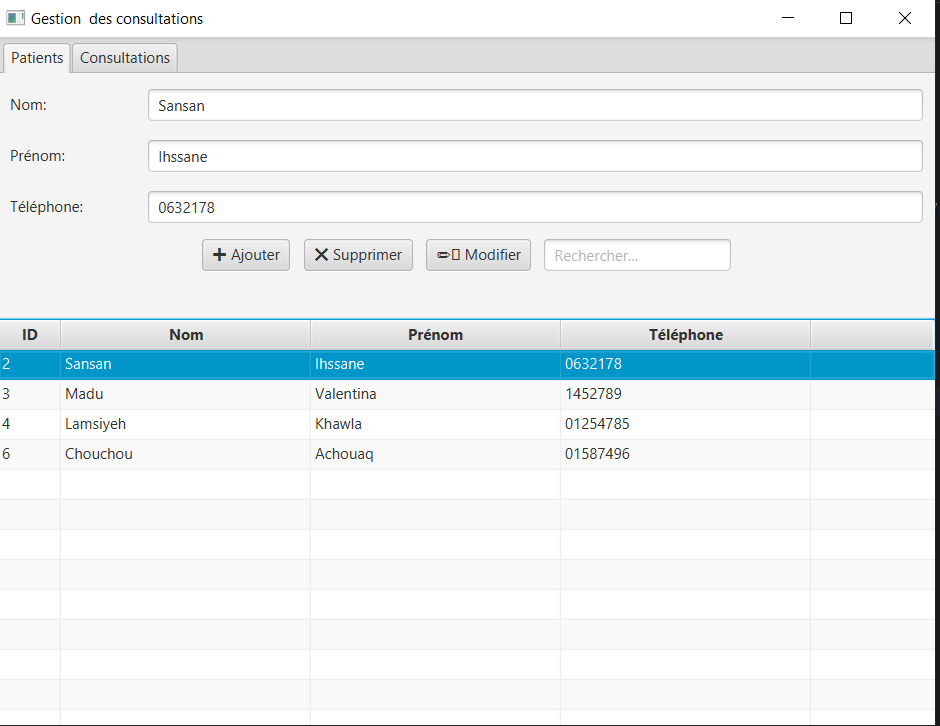 Gestion  des consultations
Patients Consultations
Nom: Sansan
Prénom: Ihssane
Téléphone: 0632178
Ajouter Supprimer Modifier Rechercher...
ID Nom Prénom Téléphone
2 Sansan Ihssane 0632178
3 Madu Valentina 1452789
4 Lamsiyeh Khawla 01254785
6 Chouchou Achouaq 01587496